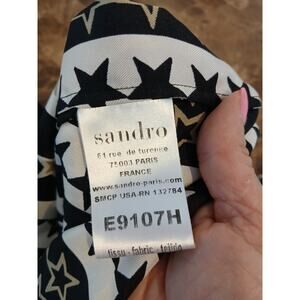 sandro
61 rue de turenne
75003 PARIS
FRANCE
www.sandro-paris.com
SMCP USA-RN 132784
E9107H
tissu - fabric - tejido